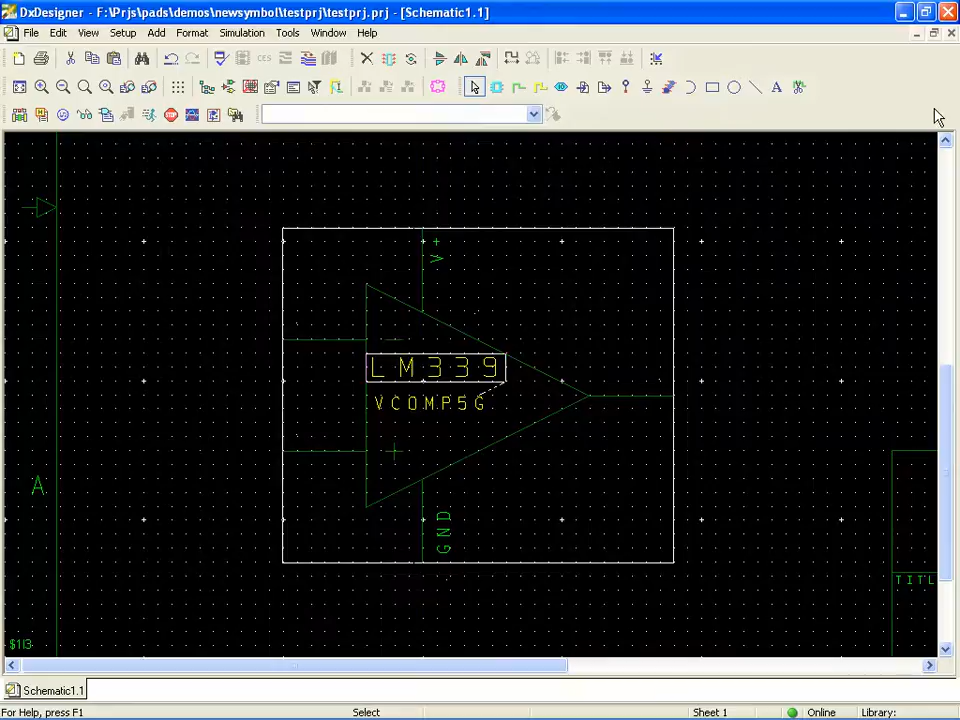 DxDesigner - F:\Prjs\pads\demos\newsymbol\testprj\testprj.prj - [Schematic1.1]
File Edit View Setup Add Format Simulation Tools Window Help
V+
LM339
VCOMP5G
A
GND
TITL
$1I3
Schematic1.1
For Help, press F1 Select Sheet 1 Online Library: